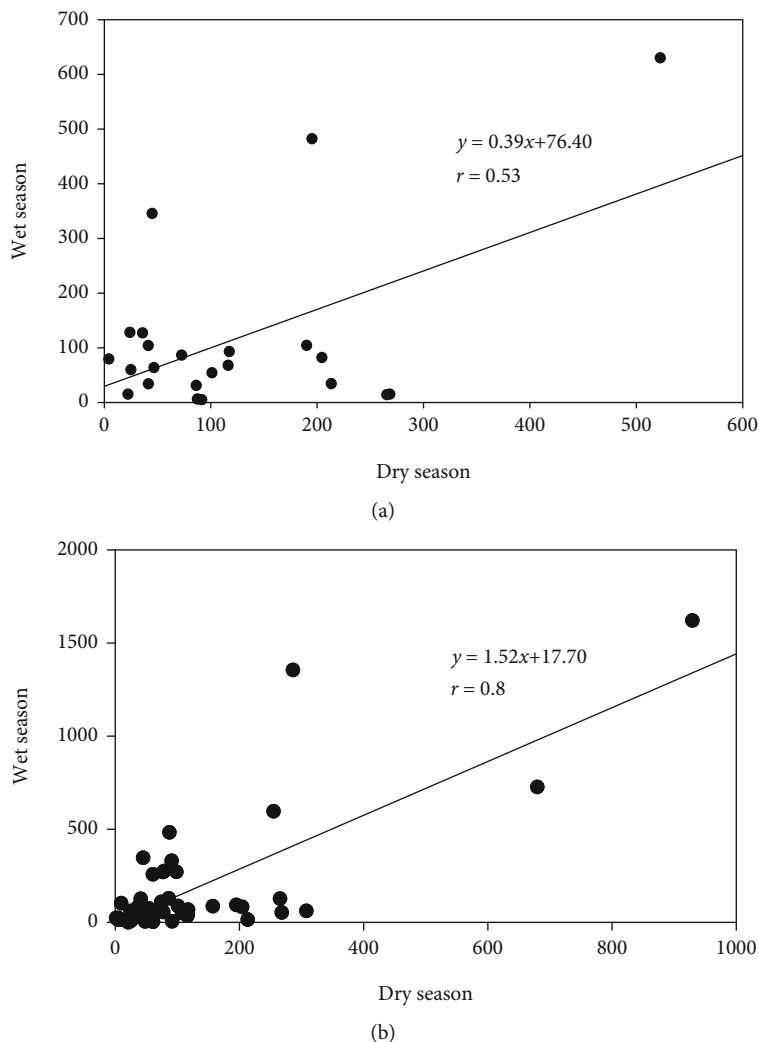 700
600
500
400
300
200
100
0
Wet season
y = 0.39x+76.40
r = 0.53
0 100 200 300 400 500 600
Dry season
(a)
2000
1500
1000
500
0
Wet season
y = 1.52x+17.70
r = 0.8
0 200 400 600 800 1000
Dry season
(b)